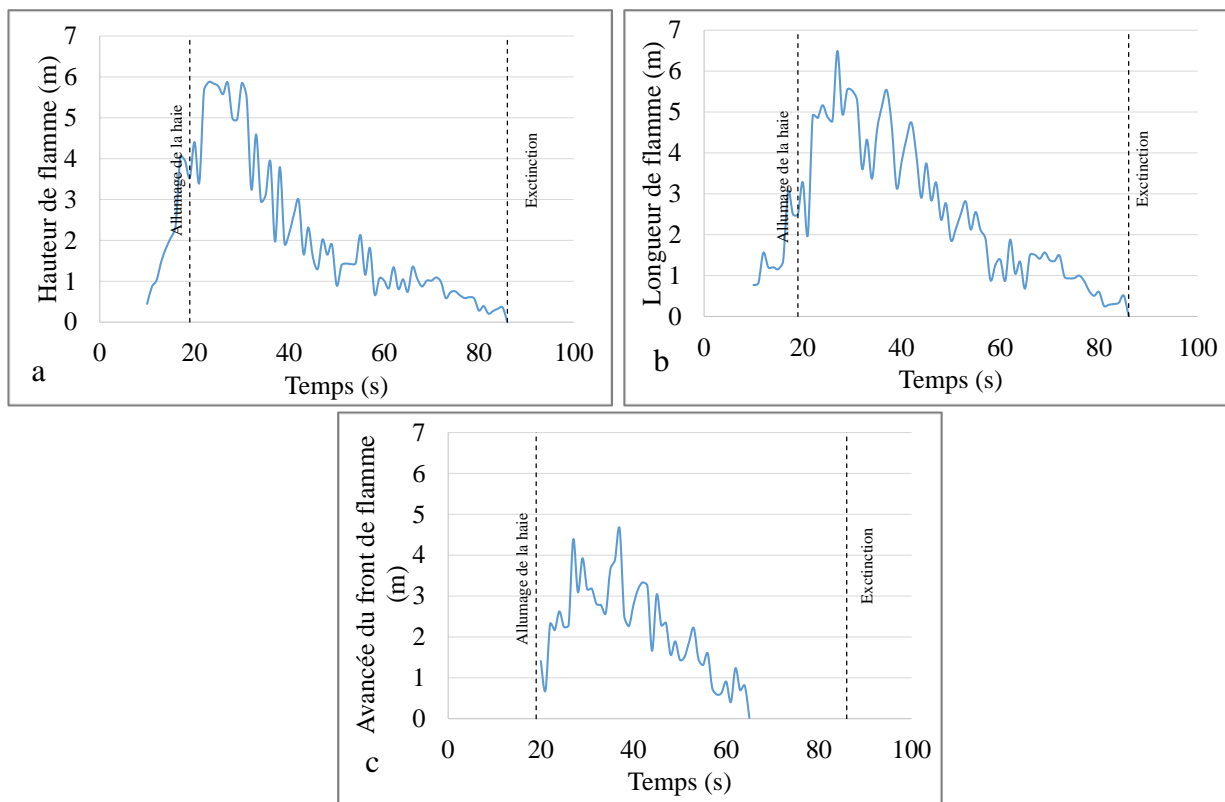 7
6
5
4
3
2
1
0
Hauteur de flamme (m)
Allumage de la haie
Exctinction
0 20 40 60 80 100
Temps (s)
a
7
6
5
4
3
2
1
0
Longueur de flamme (m)
Allumage de la haie
Exctinction
0 20 40 60 80 100
Temps (s)
b
7
6
5
4
3
2
1
0
Avancée du front de flamme
(m)
Allumage de la haie
Exctinction
0 20 40 60 80 100
Temps (s)
c